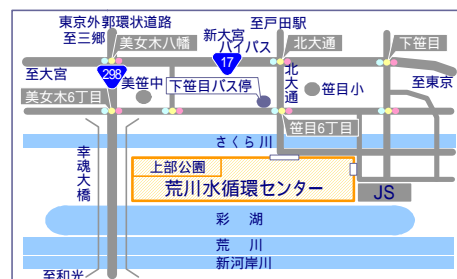 東京外郭環状道路
至三郷
美女木八幡
新大宮
バイパス
至戸田駅
北大通
下笹目
至大宮
298
17
至東京
美笹中
下笹目バス停
北大通
笹目小
美女木6丁目
笹目6丁目
さくら川
幸魂大橋
上部公園
荒川水循環センター
JS
彩湖
荒川
新河岸川
至和光